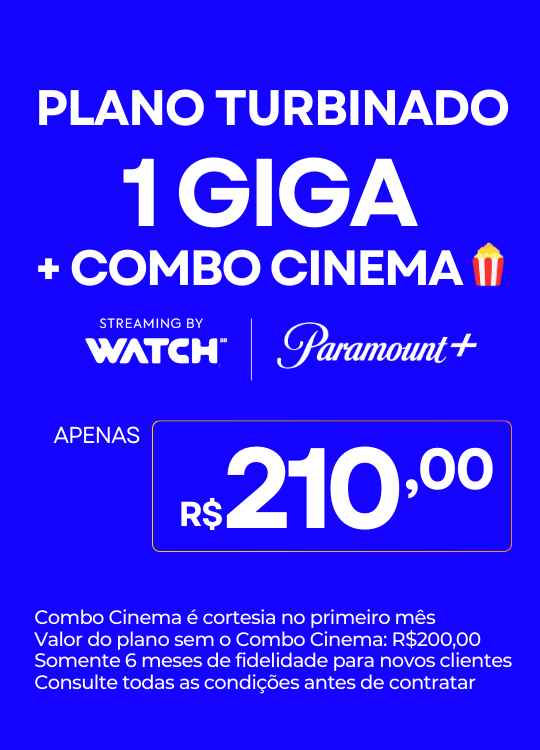 PLANO TURBINADO
1 GIGA
+ COMBO CINEMA
STREAMING BY
WATCH BR
Paramount+
APENAS
R$210,00
Combo Cinema é cortesia no primeiro mês
Valor do plano sem o Combo Cinema: R$200,00
Somente 6 meses de fidelidade para novos clientes
Consulte todas as condições antes de contratar